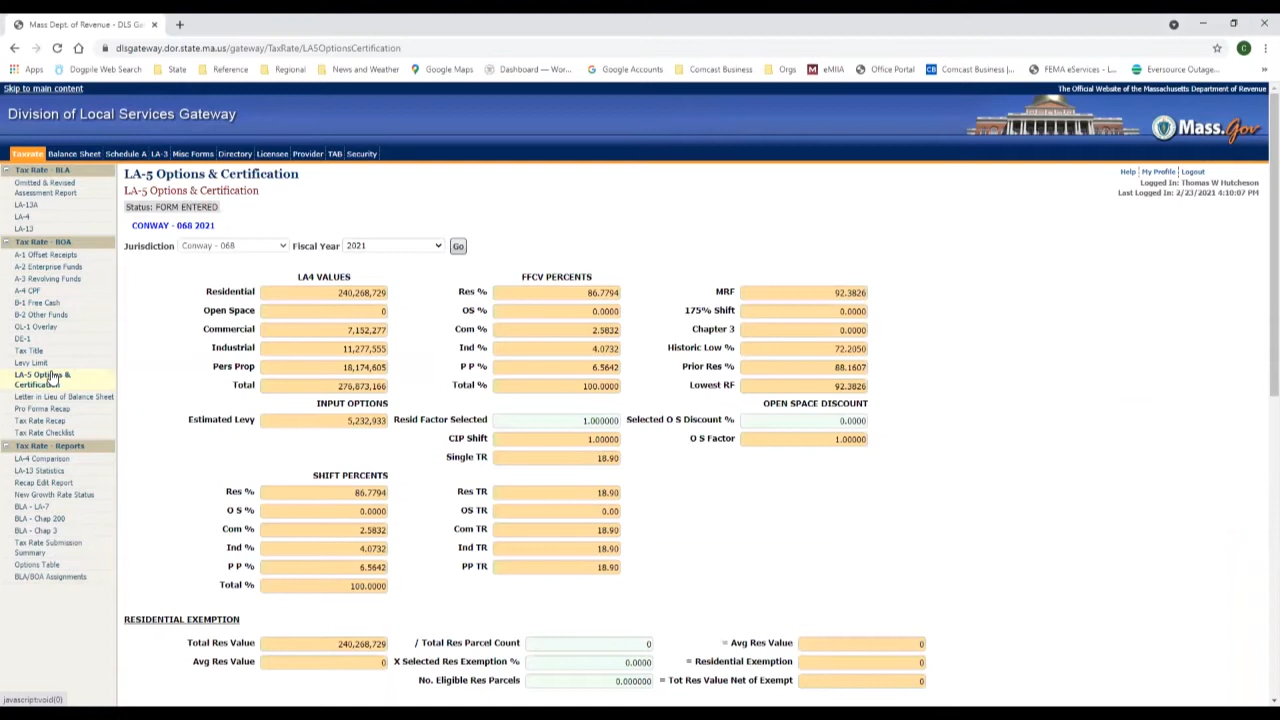 Mass Dept. of Revenue - DLS Ga
dlsgateway.dor.state.ma.us/gateway/TaxRate/LA5OptionsCertification
Apps Dogpile Web Search State Reference Regional News and Weather Google Maps Dashboard — Wor... Google Accounts Comcast Business Orgs eMIIA Office Portal Comcast Business |... FEMA eServices - L... Eversource Outage...
Skip to main content The Official Website of the Massachusetts Department of Revenue
Division of Local Services Gateway Mass.Gov
Taxrate Balance Sheet Schedule A LA-3 Misc Forms Directory Licensee Provider TAB Security
Tax Rate - BLA
Omitted & Revised
Assessment Report
LA-13A
LA-4
LA-13
Tax Rate - BOA
A-1 Offset Receipts
A-2 Enterprise Funds
A-3 Revolving Funds
A-4 CPF
B-1 Free Cash
B-2 Other Funds
OL-1 Overlay
DE-1
Tax Title
Levy Limit
LA-5 Options &
Certification
Letter in Lieu of Balance Sheet
Pro Forma Recap
Tax Rate Recap
Tax Rate Checklist
Tax Rate - Reports
LA-4 Comparison
LA-13 Statistics
Recap Edit Report
New Growth Rate Status
BLA - LA-7
BLA - Chap 200
BLA - Chap 3
Tax Rate Submission
Summary
Options Table
BLA/BOA Assignments
javascript:void(0)
LA-5 Options & Certification
LA-5 Options & Certification
Status: FORM ENTERED
Help | My Profile | Logout
Logged In: Thomas W Hutcheson
Last Logged In: 2/23/2021 4:10:07 PM
CONWAY - 068 2021
Jurisdiction Conway - 068 Fiscal Year 2021 Go
LA4 VALUES FFCV PERCENTS
Residential 240,268,729 Res % 86.7794 MRF 92.3826
Open Space 0 OS % 0.0000 175% Shift 0.0000
Commercial 7,152,277 Com % 2.5832 Chapter 3 0.0000
Industrial 11,277,555 Ind % 4.0732 Historic Low % 72.2050
Pers Prop 18,174,605 P P % 6.5642 Prior Res % 88.1607
Total 276,873,166 Total % 100.0000 Lowest RF 92.3826
INPUT OPTIONS OPEN SPACE DISCOUNT
Estimated Levy 5,232,933 Resid Factor Selected 1.000000 Selected O S Discount % 0.0000
CIP Shift 1.00000 O S Factor 1.00000
Single TR 18.90
SHIFT PERCENTS
Res % 86.7794 Res TR 18.90
O S % 0.0000 OS TR 0.00
Com % 2.5832 Com TR 18.90
Ind % 4.0732 Ind TR 18.90
P P % 6.5642 PP TR 18.90
Total % 100.0000
RESIDENTIAL EXEMPTION
Total Res Value 240,268,729 / Total Res Parcel Count 0 = Avg Res Value 0
Avg Res Value 0 X Selected Res Exemption % 0.0000 = Residential Exemption 0
No. Eligible Res Parcels 0.000000 = Tot Res Value Net of Exempt 0